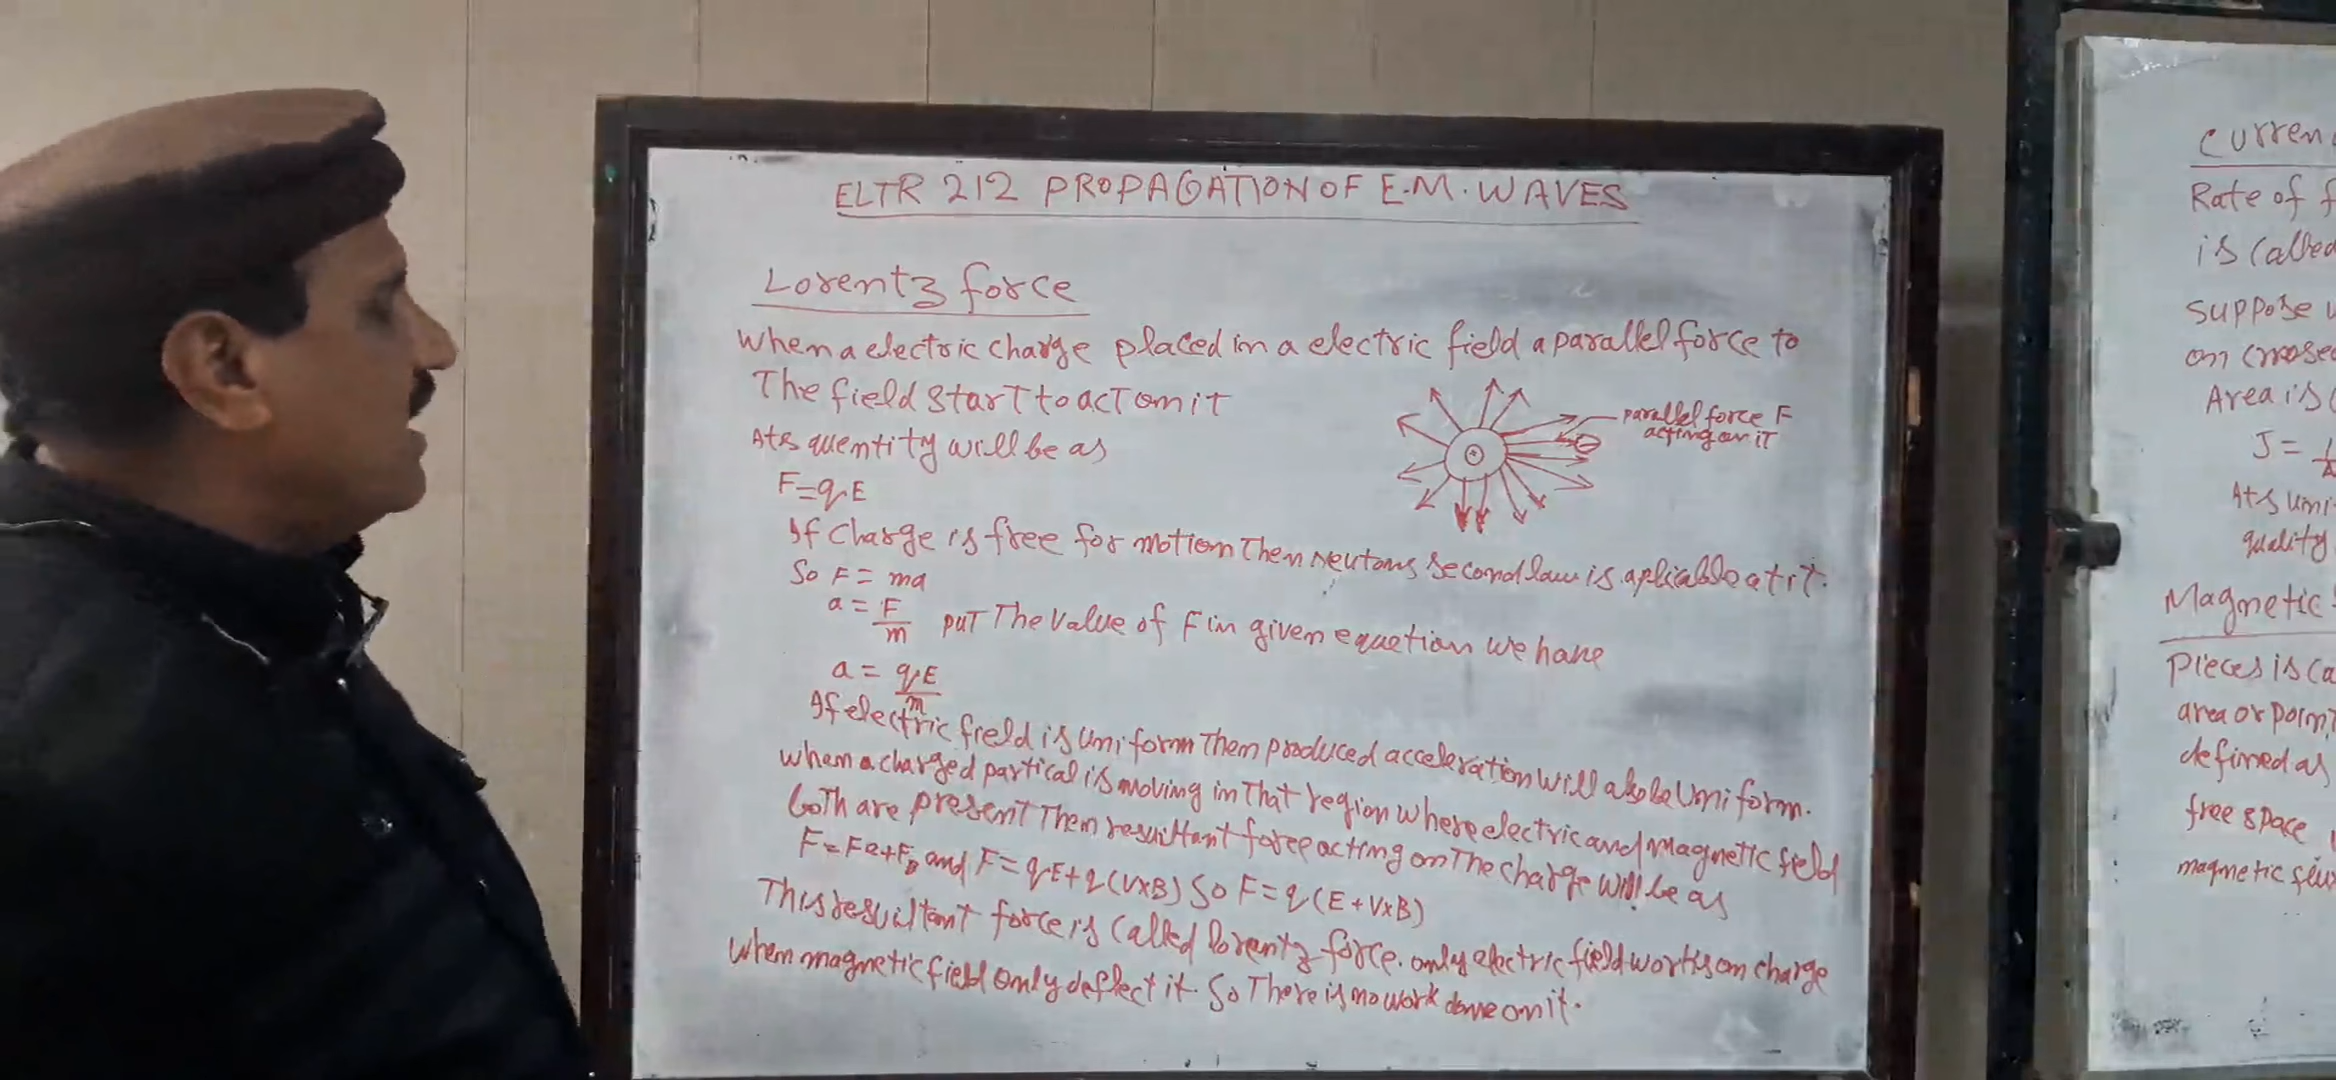 ELTR 212 PROPAGATION OF E.M. WAVES
Lorentz force
When a electric charge placed in a electric field a parallel force to
The field start to act on it
Its quentity will be as
parallel force F
acting on it
F=qE
If charge is free for motion Then Neutons second law is apliable at it.
So F = ma
a = F/m put The value of F in given equetion we have
a = qE/m
If electric field is uniform Then produced acceleration will also be Uniform.
When a charged partical is moving in That region where electric and magnetic field
both are present Then resultant force acting on The charge will be as
F=Fe+FB and F=qE+q(V×B) So F=q(E+V×B)
This resultant force is called lorentz force. only electric field works on charge
when magnetic field only deflect it. So There is no work done on it.
Curren
Rate of f
is called
suppose
on
Area is
J = 1/A
Its uni
quality
Magnetic
Pieces is ca
area or point
defined as
free space
magnetic flux